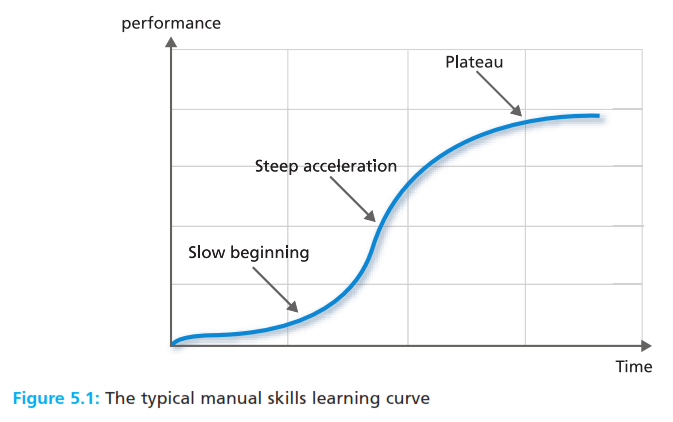 performance
Plateau
Steep acceleration
Slow beginning
Time
Figure 5.1: The typical manual skills learning curve